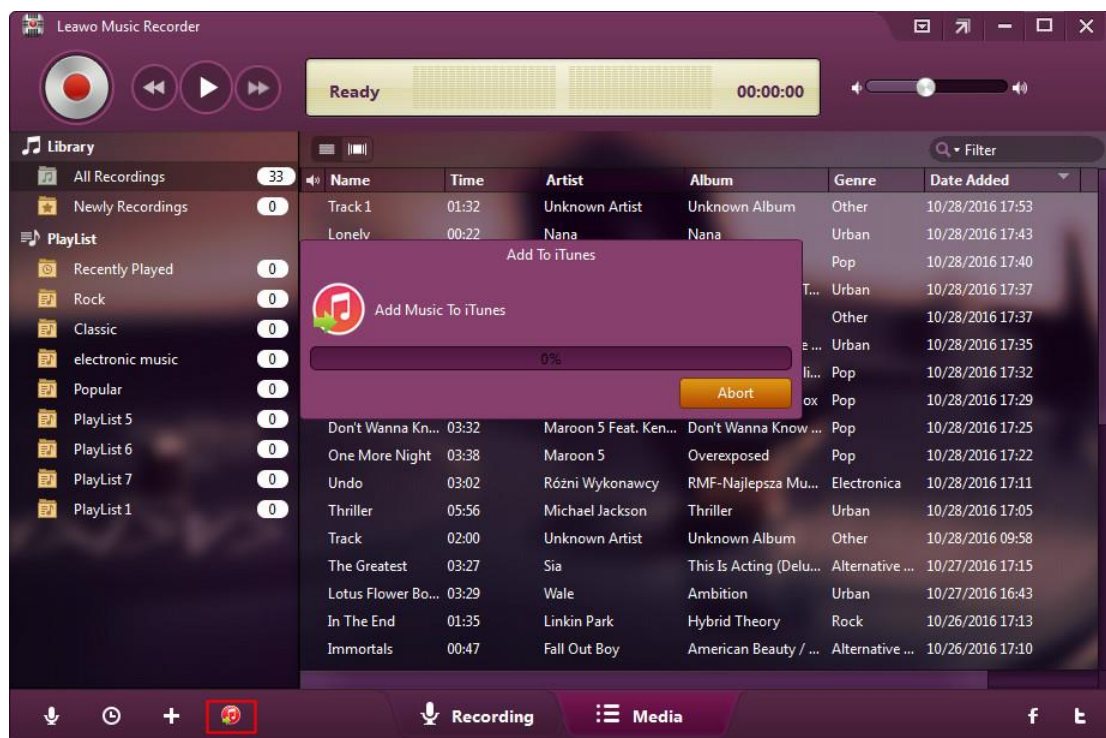 Leawo Music Recorder
Ready 00:00:00
Library
All Recordings 33
Newly Recordings 0
PlayList
Recently Played 0
Rock 0
Classic 0
electronic music 0
Popular 0
PlayList 5 0
PlayList 6 0
PlayList 7 0
PlayList 1 0
Filter
Name Time Artist Album Genre Date Added
Track 1 01:32 Unknown Artist Unknown Album Other 10/28/2016 17:53
Lonely 00:22 Nana Nana Urban 10/28/2016 17:43
Pop 10/28/2016 17:40
T... Urban 10/28/2016 17:37
Other 10/28/2016 17:37
e ... Urban 10/28/2016 17:35
li... Pop 10/28/2016 17:32
ox Pop 10/28/2016 17:29
Add To iTunes
Add Music To iTunes
0%
Abort
Don't Wanna Kn... 03:32 Maroon 5 Feat. Ken... Don't Wanna Know ... Pop 10/28/2016 17:25
One More Night 03:38 Maroon 5 Overexposed Pop 10/28/2016 17:22
Undo 03:02 Różni Wykonawcy RMF-Najlepsza Mu... Electronica 10/28/2016 17:11
Thriller 05:56 Michael Jackson Thriller Urban 10/28/2016 17:05
Track 02:00 Unknown Artist Unknown Album Other 10/28/2016 09:58
The Greatest 03:27 Sia This Is Acting (Delu... Alternative ... 10/27/2016 17:15
Lotus Flower Bo... 03:29 Wale Ambition Urban 10/27/2016 16:43
In The End 01:35 Linkin Park Hybrid Theory Rock 10/26/2016 17:13
Immortals 00:47 Fall Out Boy American Beauty / ... Alternative ... 10/26/2016 17:10
Recording Media